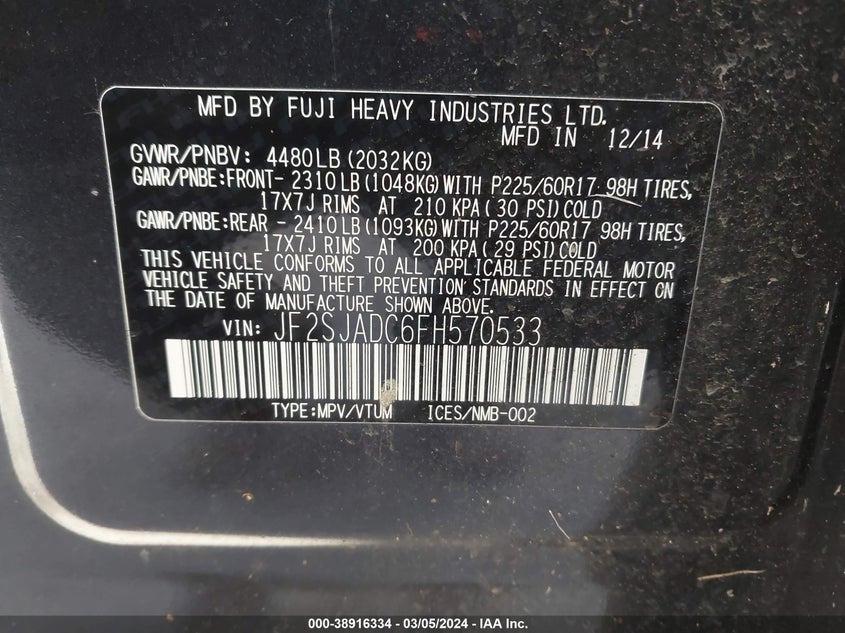 MFD BY FUJI HEAVY INDUSTRIES LTD.
MFD IN 12/14
GVWR/PNBV: 4480LB(2032KG)
GAWR/PNBE:FRONT- 2310LB(1048KG)WITH P225/60R17 98H TIRES,
17X7J RIMS AT 210 KPA(30 PSI)COLD
GAWR/PNBE:REAR - 2410LB(1093KG)WITH P225/60R17 98H TIRES,
17X7J RIMS AT 200 KPA(29 PSI)COLD
THIS VEHICLE CONFORMS TO ALL APPLICABLE FEDERAL MOTOR
VEHICLE SAFETY AND THEFT PREVENTION STANDARDS IN EFFECT ON
THE DATE OF MANUFACTURE SHOWN ABOVE.
VIN: JF2SJADC6FH570533
TYPE:MPV/VTUM ICES/NMB-002
000-38916334 / 03/05/2024 - IAA Inc.